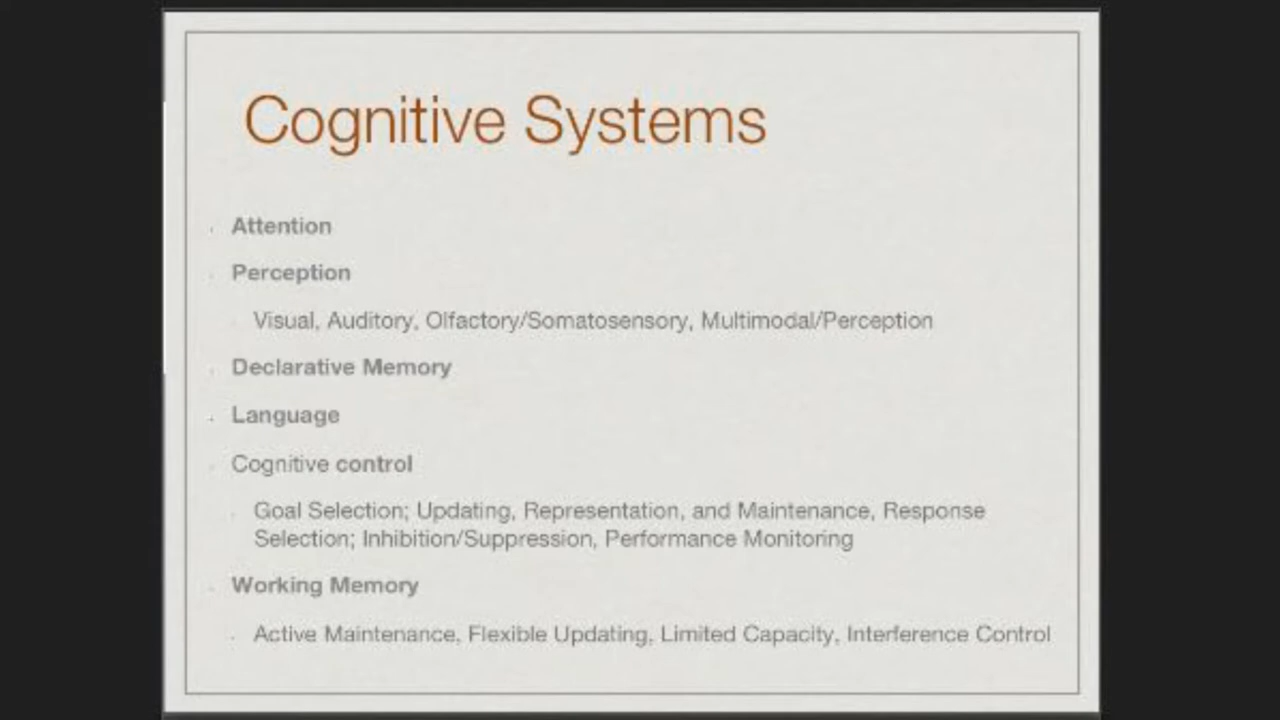 Cognitive Systems
Attention
Perception
Visual, Auditory, Olfactory/Somatosensory, Multimodal/Perception
Declarative Memory
Language
Cognitive control
Goal Selection; Updating, Representation, and Maintenance, Response
Selection; Inhibition/Suppression, Performance Monitoring
Working Memory
Active Maintenance, Flexible Updating, Limited Capacity, Interference Control